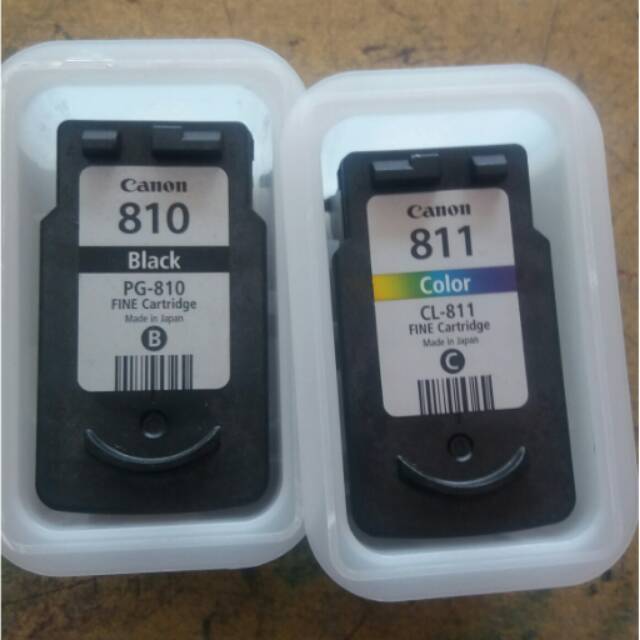 Canon
810
Black
PG-810
FINE Cartridge
Made in Japan
B
Canon
811
Color
CL-811
FINE Cartridge
Made in Japan
C